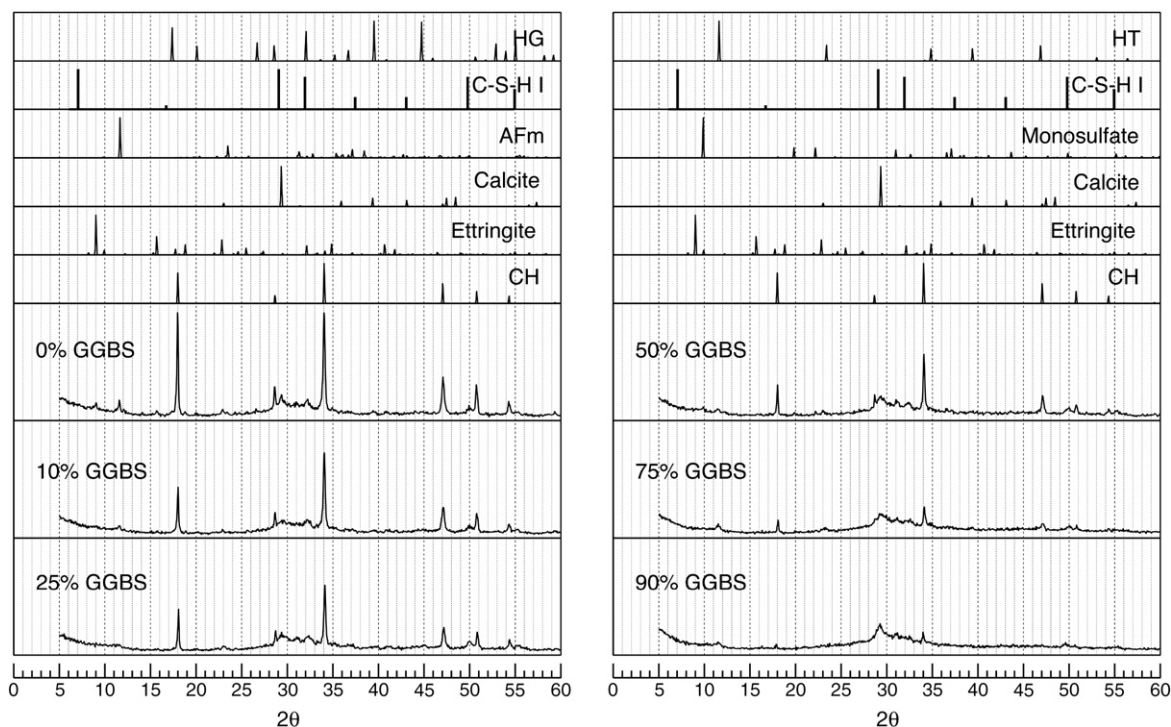 HG
C-S-H I
AFm
Calcite
Ettringite
CH
0% GGBS
10% GGBS
25% GGBS
0 5 10 15 20 25 30 35 40 45 50 55 60
2θ
HT
C-S-H I
Monosulfate
Calcite
Ettringite
CH
50% GGBS
75% GGBS
90% GGBS
0 5 10 15 20 25 30 35 40 45 50 55 60
2θ